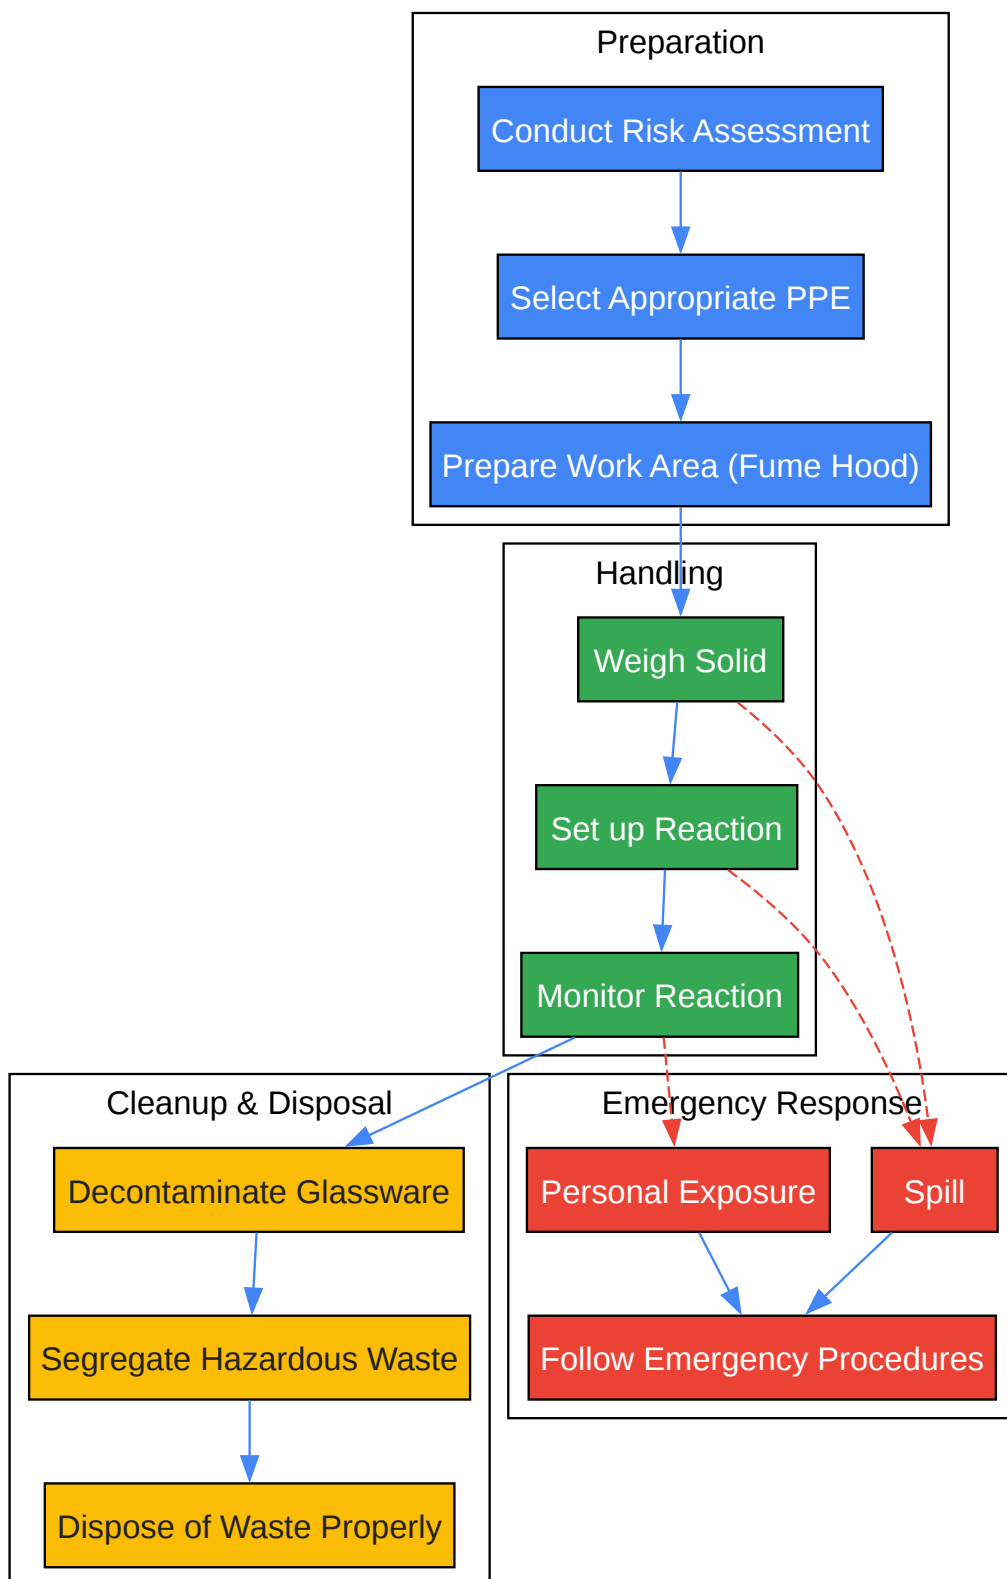 Preparation
Conduct Risk Assessment
Select Appropriate PPE
Prepare Work Area (Fume Hood)
Handling
Weigh Solid
Set up Reaction
Monitor Reaction
Cleanup & Disposal
Decontaminate Glassware
Segregate Hazardous Waste
Dispose of Waste Properly
Emergency Response
Personal Exposure
Spill
Follow Emergency Procedures